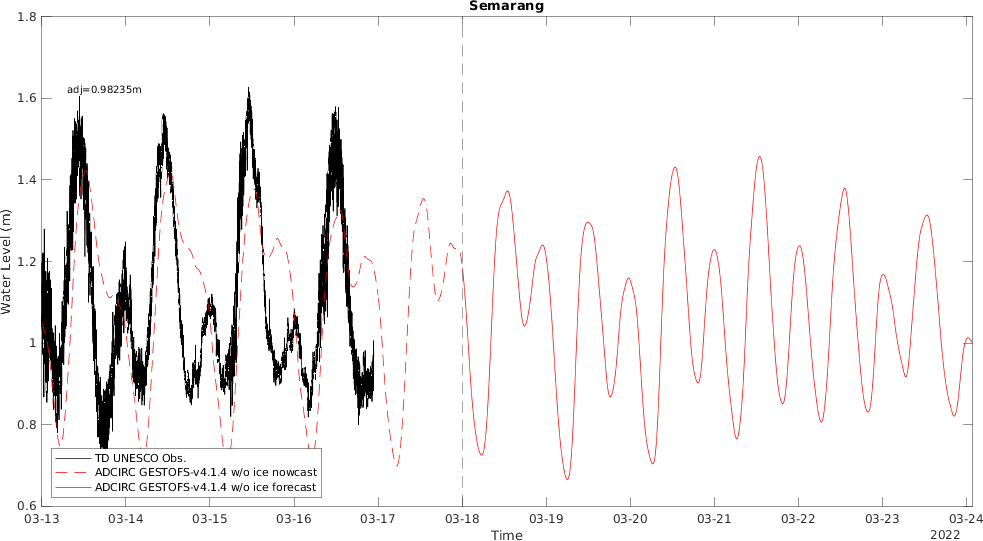 Semarang
1.8
1.6
1.4
1.2
1
0.8
0.6
Water Level (m)
adj=0.98235m
TD UNESCO Obs.
ADCIRC GESTOFS-v4.1.4 w/o ice nowcast
ADCIRC GESTOFS-v4.1.4 w/o ice forecast
03-13 03-14 03-15 03-16 03-17 03-18 03-19 03-20 03-21 03-22 03-23 03-24
Time
2022